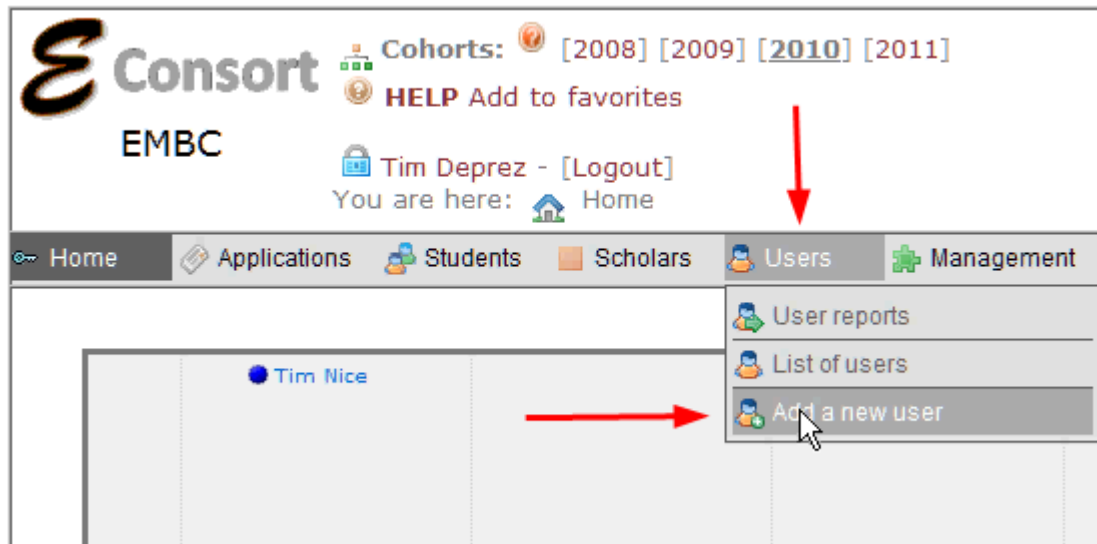 E Consort
EMBC
Cohorts: [2008] [2009] [2010] [2011]
HELP Add to favorites
Tim Deprez - [Logout]
You are here: Home
Home Applications Students Scholars Users Management
User reports
List of users
Add a new user
Tim Nice